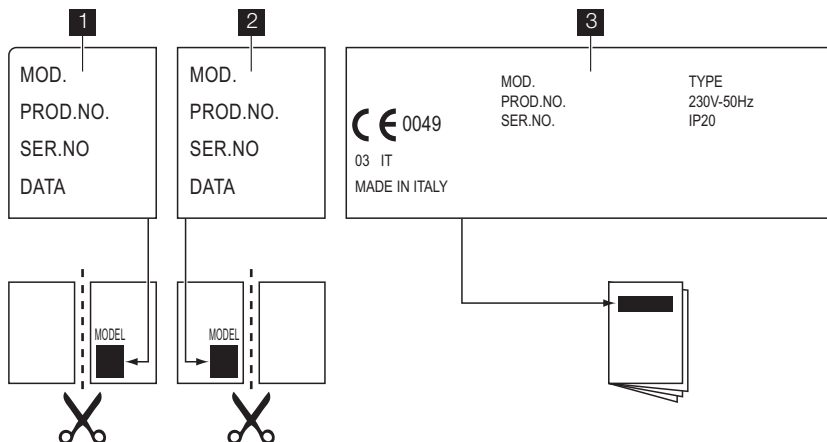 1
MOD.
PROD.NO.
SER.NO
DATA
2
MOD.
PROD.NO.
SER.NO
DATA
3
MOD.
PROD.NO.
SER.NO.
TYPE
230V-50Hz
IP20
CE 0049
03 IT
MADE IN ITALY
MODEL
MODEL